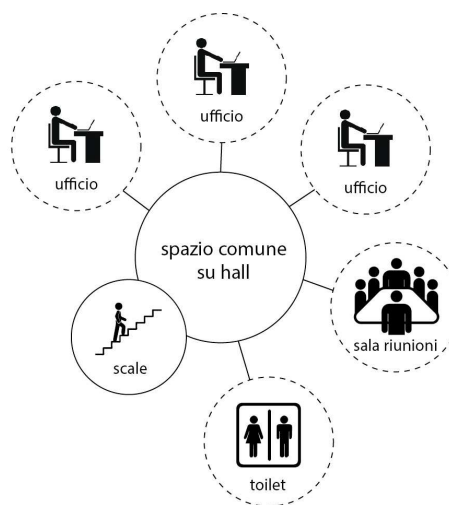 ufficio
ufficio
ufficio
spazio comune
su hall
sala riunioni
scale
toilet